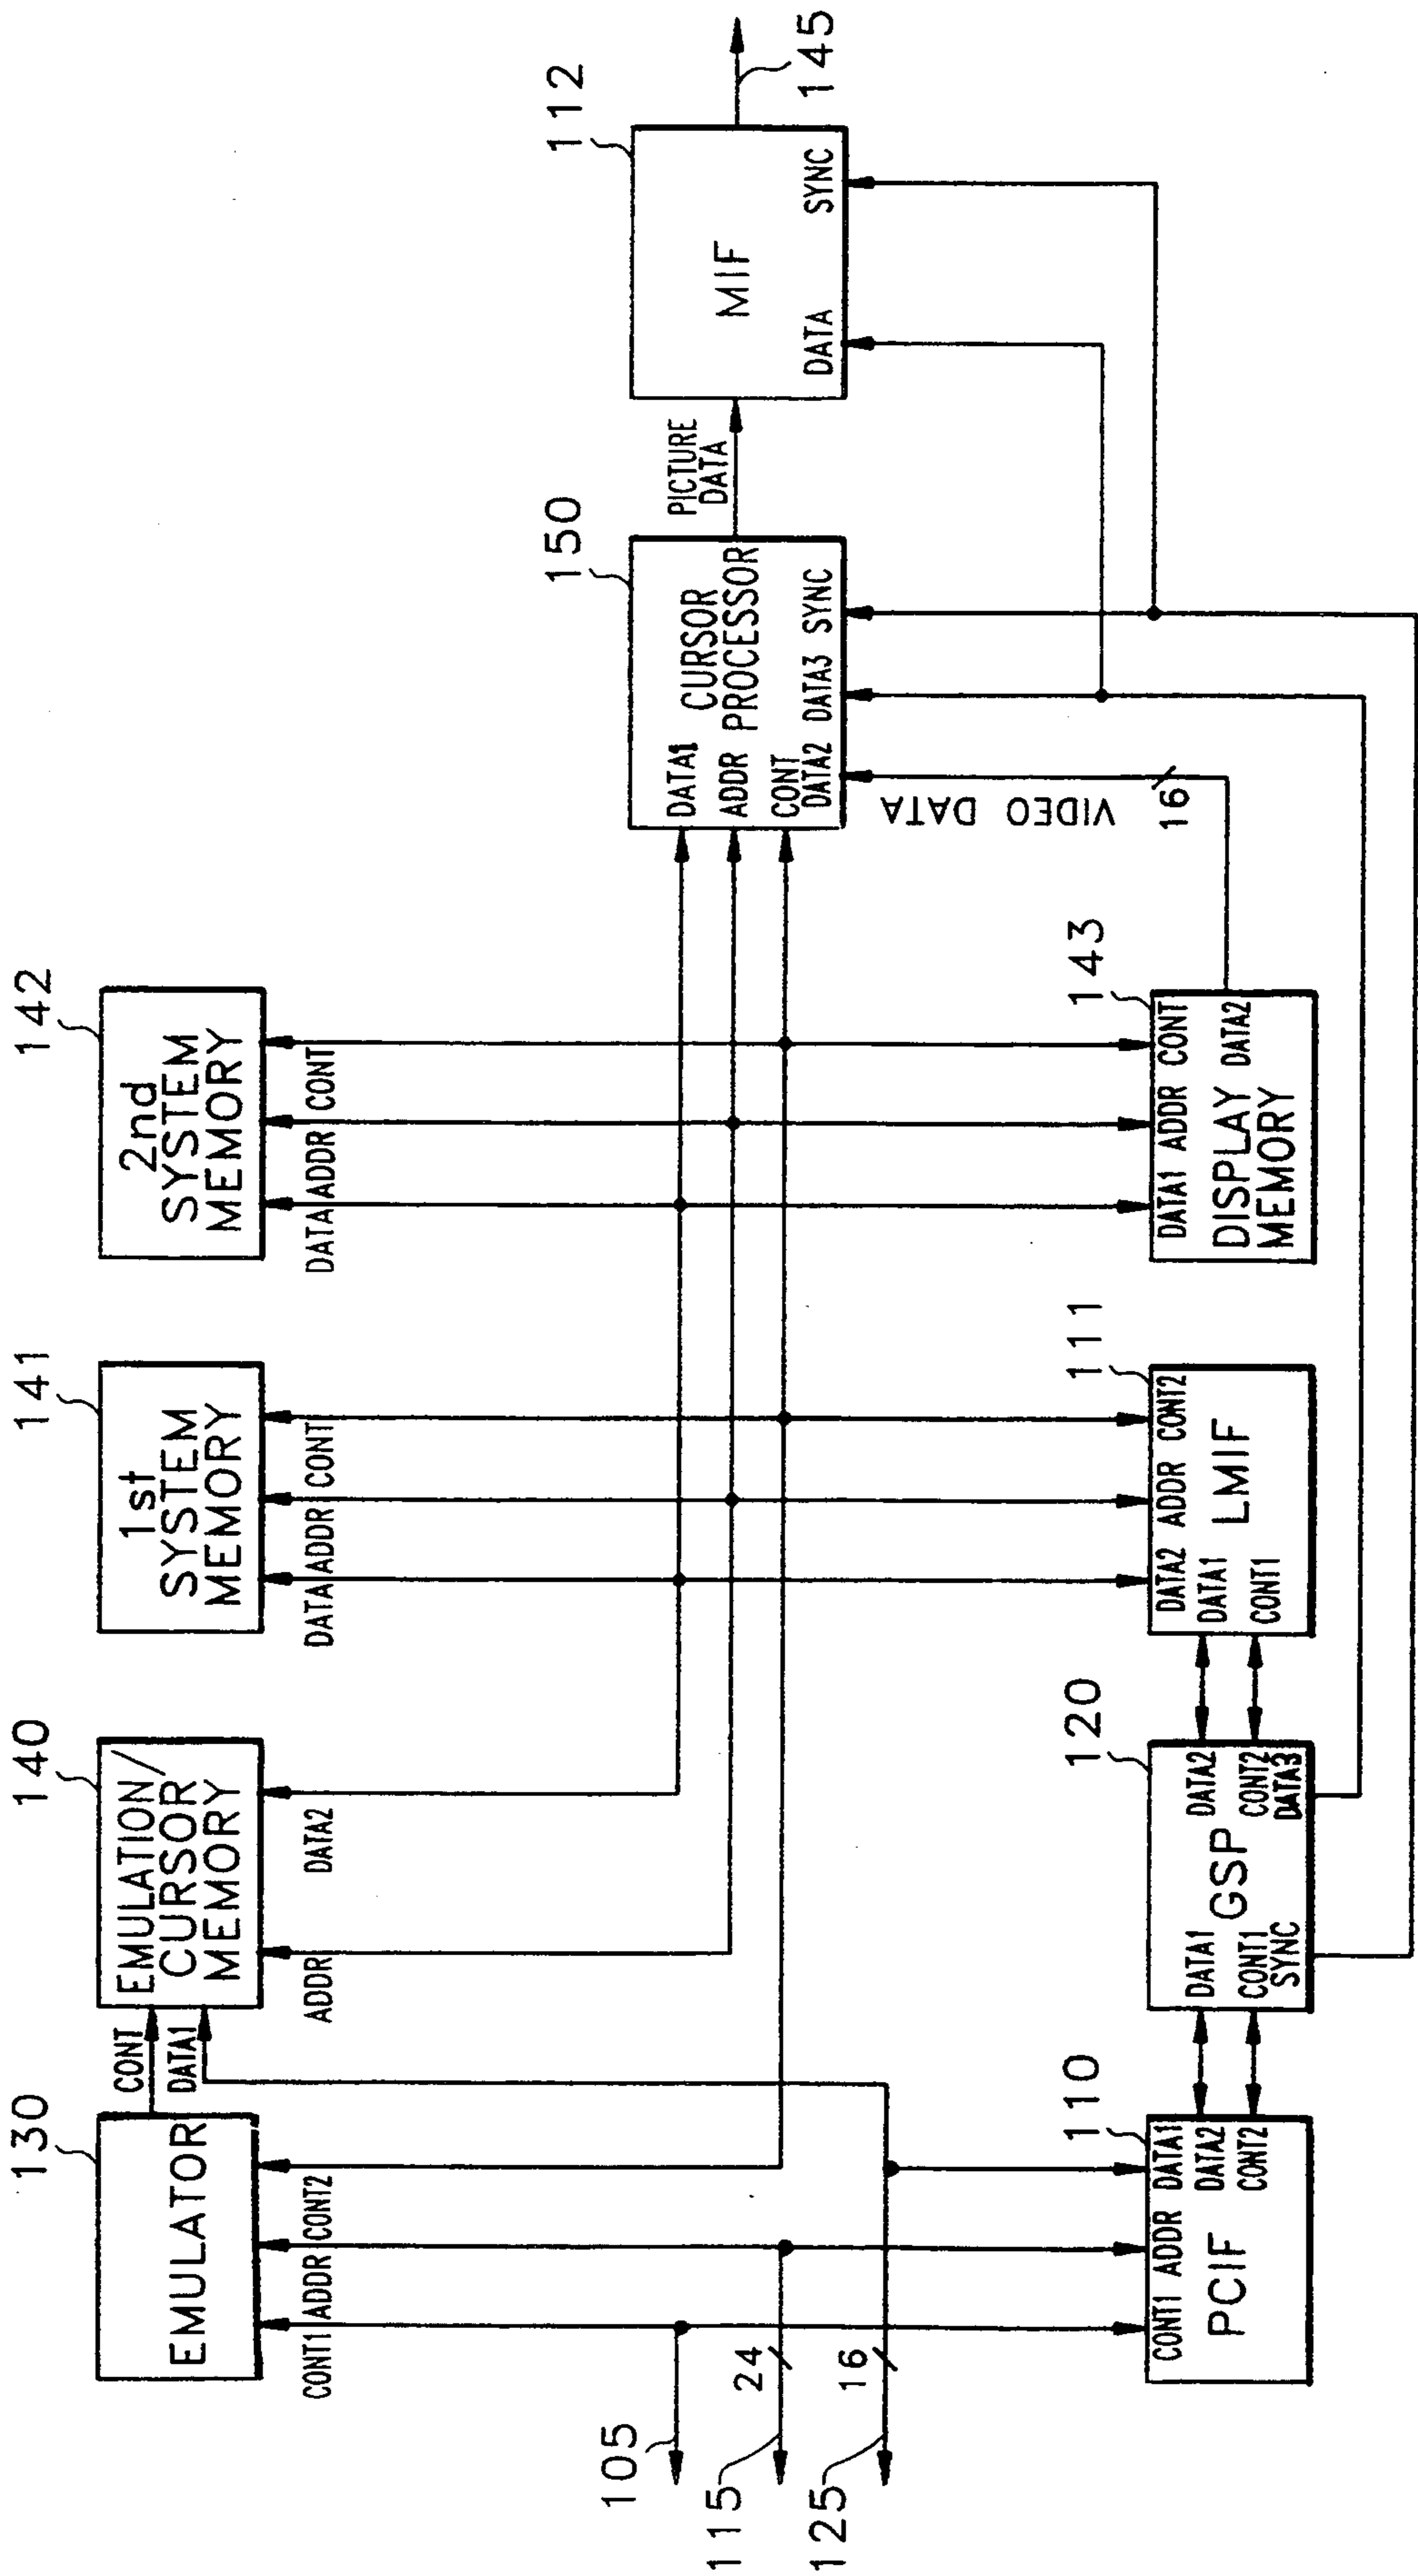 130
EMULATOR
CONT1 ADDR CONT2
CONT
DATA1
140
EMULATION/
CURSOR
MEMORY
ADDR
DATA2
141
1st
SYSTEM
MEMORY
DATA ADDR CONT
142
2nd
SYSTEM
MEMORY
DATA ADDR CONT
105
115
24
125
16
150
CURSOR
PROCESSOR
DATA1
ADDR
CONT
DATA2 DATA3 SYNC
PICTURE
DATA
112
MIF
DATA
SYNC
145
VIDEO DATA
16
110
CONT1 ADDR DATA1
DATA2
CONT2
PCIF
120
DATA1
CONT1
SYNC
GSP
DATA2
CONT2
DATA3
111
DATA2 ADDR CONT2
DATA1
CONT1
LMIF
143
DATA1 ADDR CONT
DATA2
DISPLAY
MEMORY